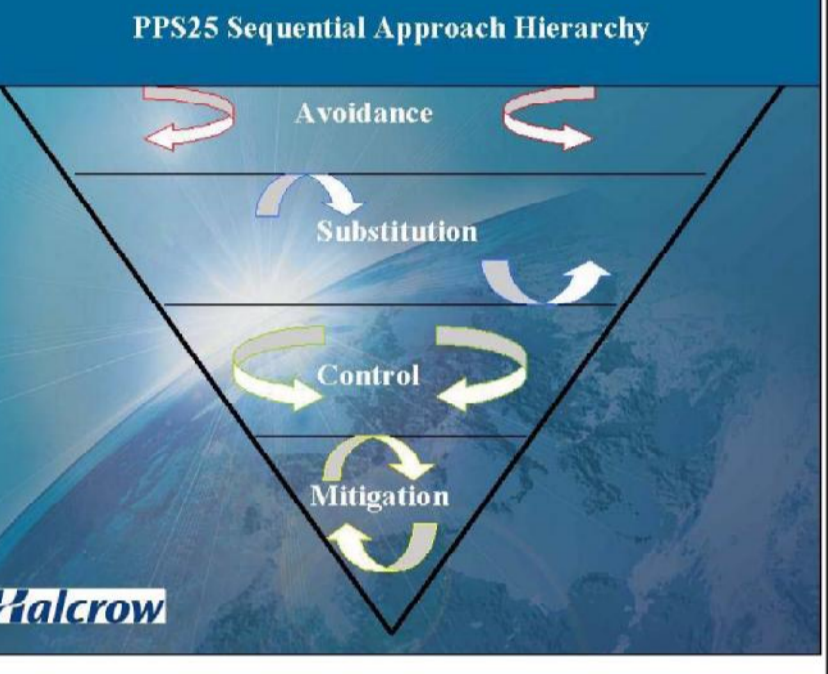 PPS25 Sequential Approach Hierarchy
Avoidance
Substitution
Control
Mitigation
Halcrow